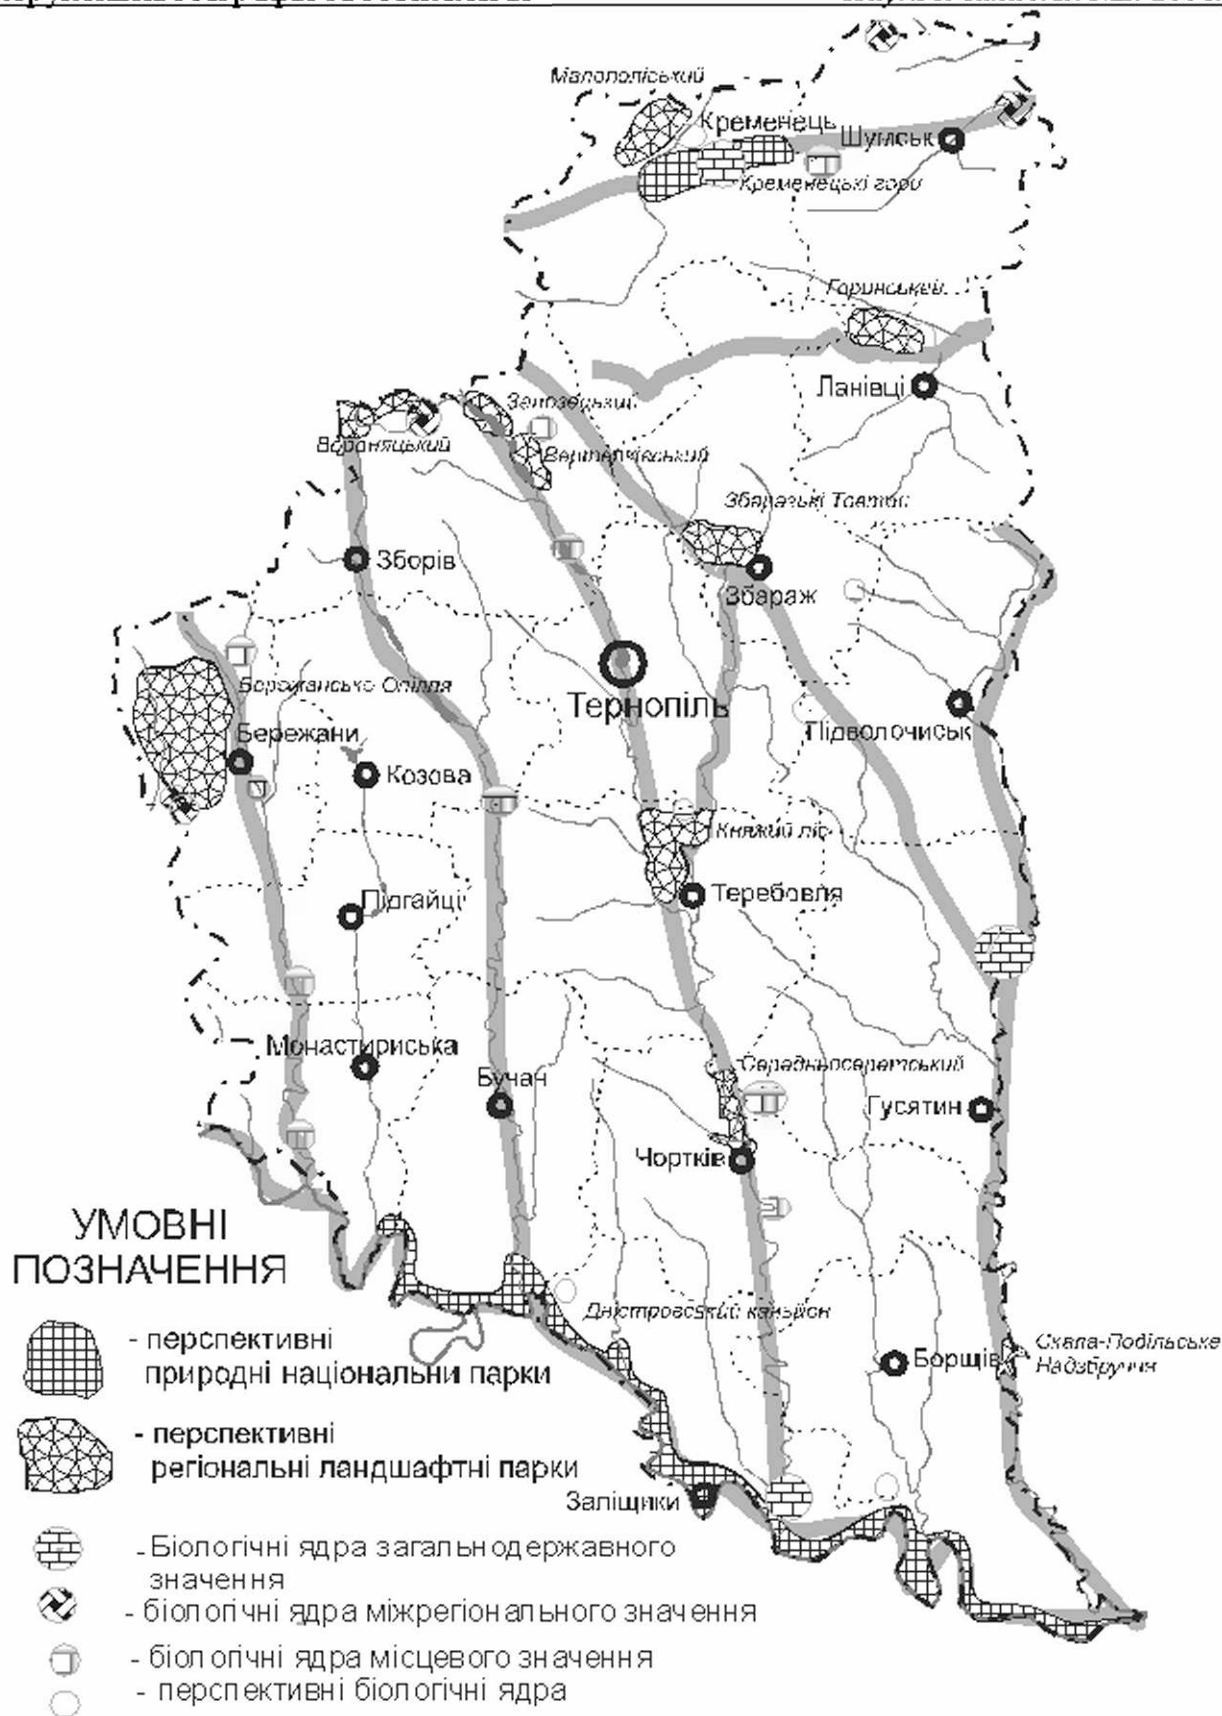 Малополіський
Кременець
Шумськ
Кременецькі гори
Горинський
Ланівці
Залозецький
Вороняцький
Вертелківський
Збаразькі Товтри
Зборів
Збараж
Бережанське Опілля
Тернопіль
Бережани
Підволочиськ
Козова
Княжий ліс
Теребовля
Підгайці
Монастириська
Середньосеретський
Бучач
Гусятин
Чортків
УМОВНІ
ПОЗНАЧЕННЯ
Дністровський каньйон
- перспективні
природні національни парки
Борщів
Скала-Подільське
Надзбруччя
- перспективні
регіональні ландшафтні парки
Заліщики
- Біологічні ядра загальнодержавного
значення
- біологічні ядра міжрегіонального значення
- біологічні ядра місцевого значення
- перспективні біологічні ядра